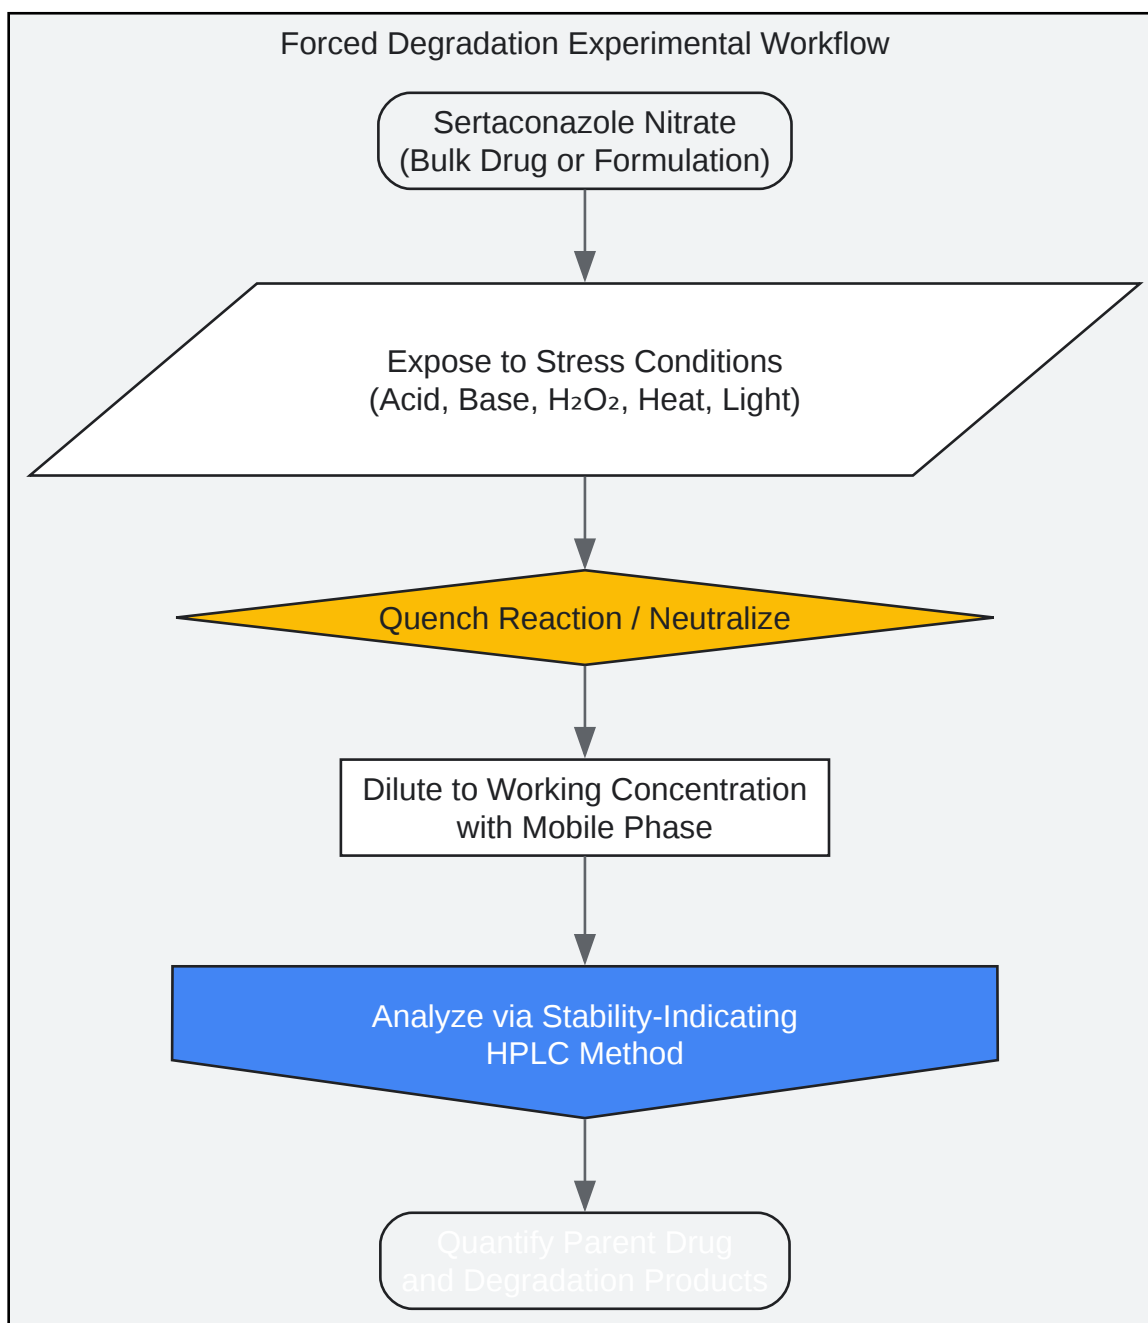 Forced Degradation Experimental Workflow
Sertaconazole Nitrate
(Bulk Drug or Formulation)
Expose to Stress Conditions
(Acid, Base, H₂O₂, Heat, Light)
Quench Reaction / Neutralize
Dilute to Working Concentration
with Mobile Phase
Analyze via Stability-Indicating
HPLC Method
Quantify Parent Drug
and Degradation Products